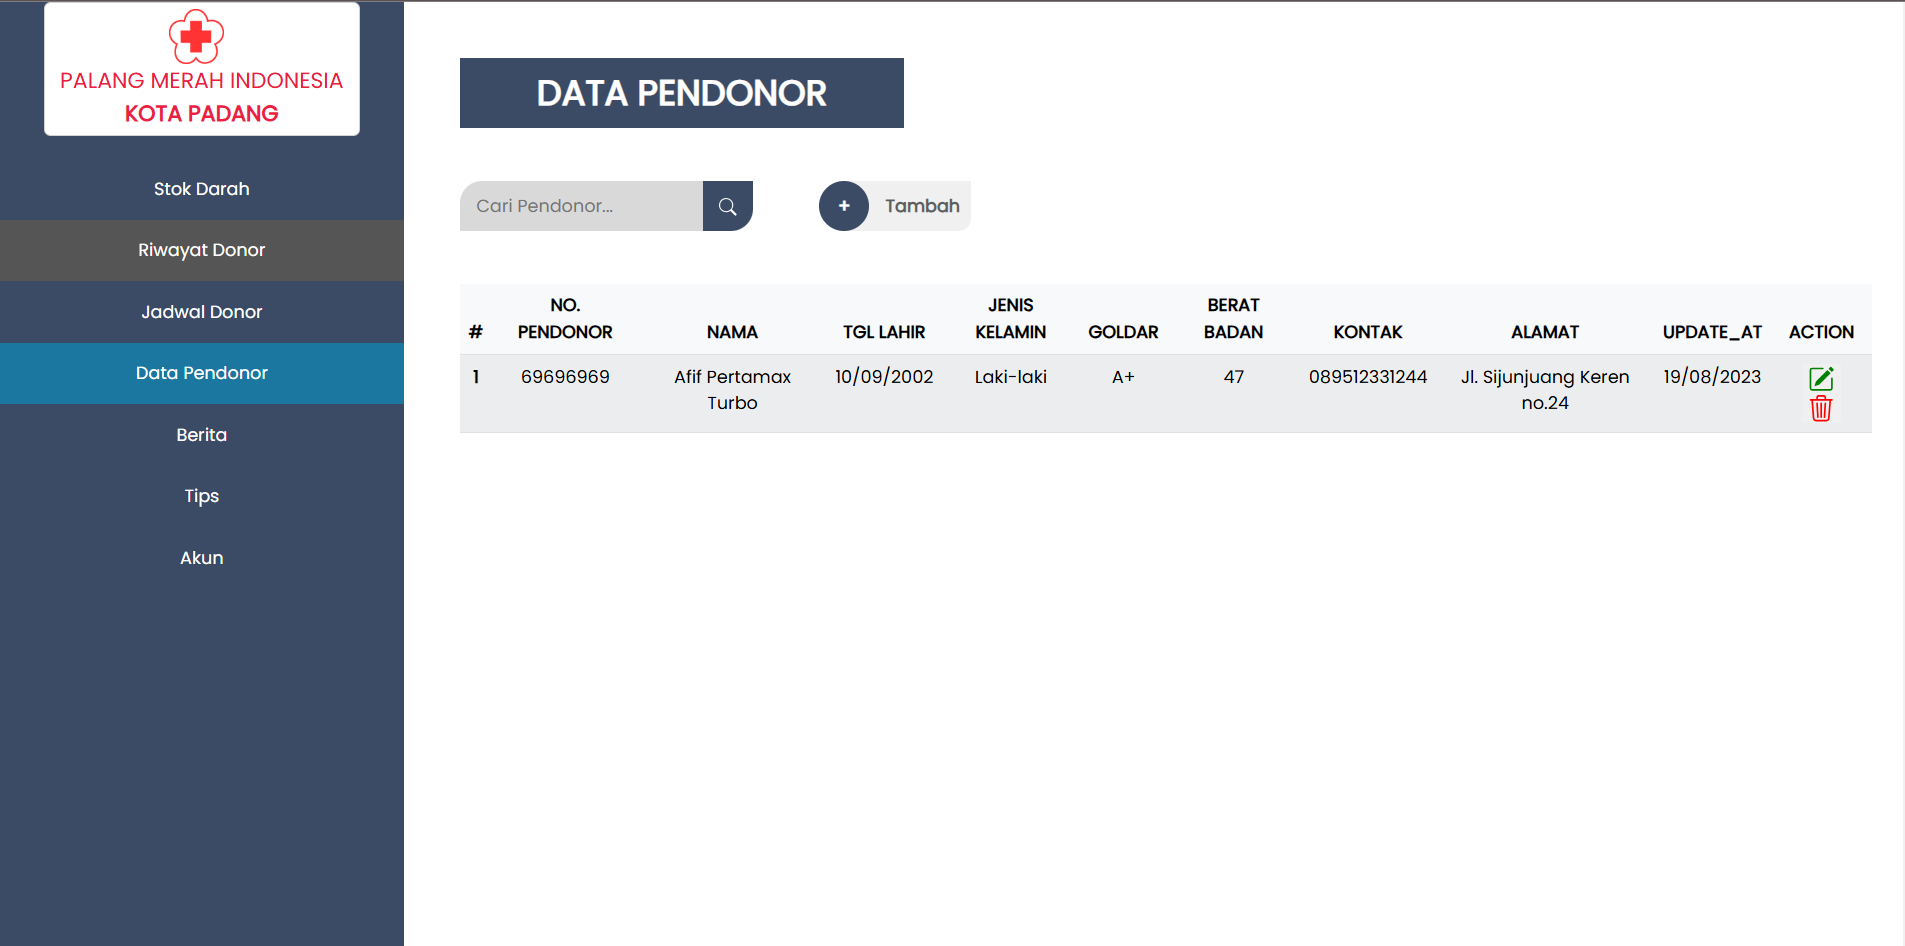 PALANG MERAH INDONESIA
KOTA PADANG
Stok Darah
Riwayat Donor
Jadwal Donor
Data Pendonor
Berita
Tips
Akun
DATA PENDONOR
Cari Pendonor...
+ Tambah
# NO. PENDONOR NAMA TGL LAHIR JENIS KELAMIN GOLDAR BERAT BADAN KONTAK ALAMAT UPDATE_AT ACTION
1 69696969 Afif Pertamax Turbo 10/09/2002 Laki-laki A+ 47 089512331244 Jl. Sijunjuang Keren no.24 19/08/2023